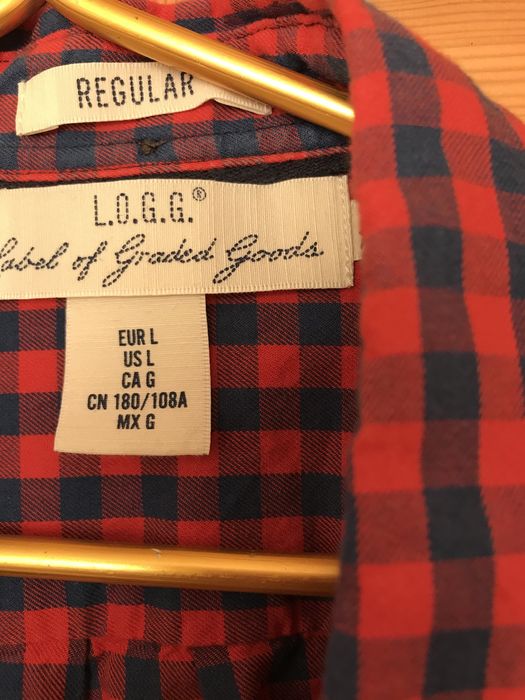 REGULAR
L.O.G.G.®
Label of Graded Goods
EUR L
US L
CA G
CN 180/108A
MX G